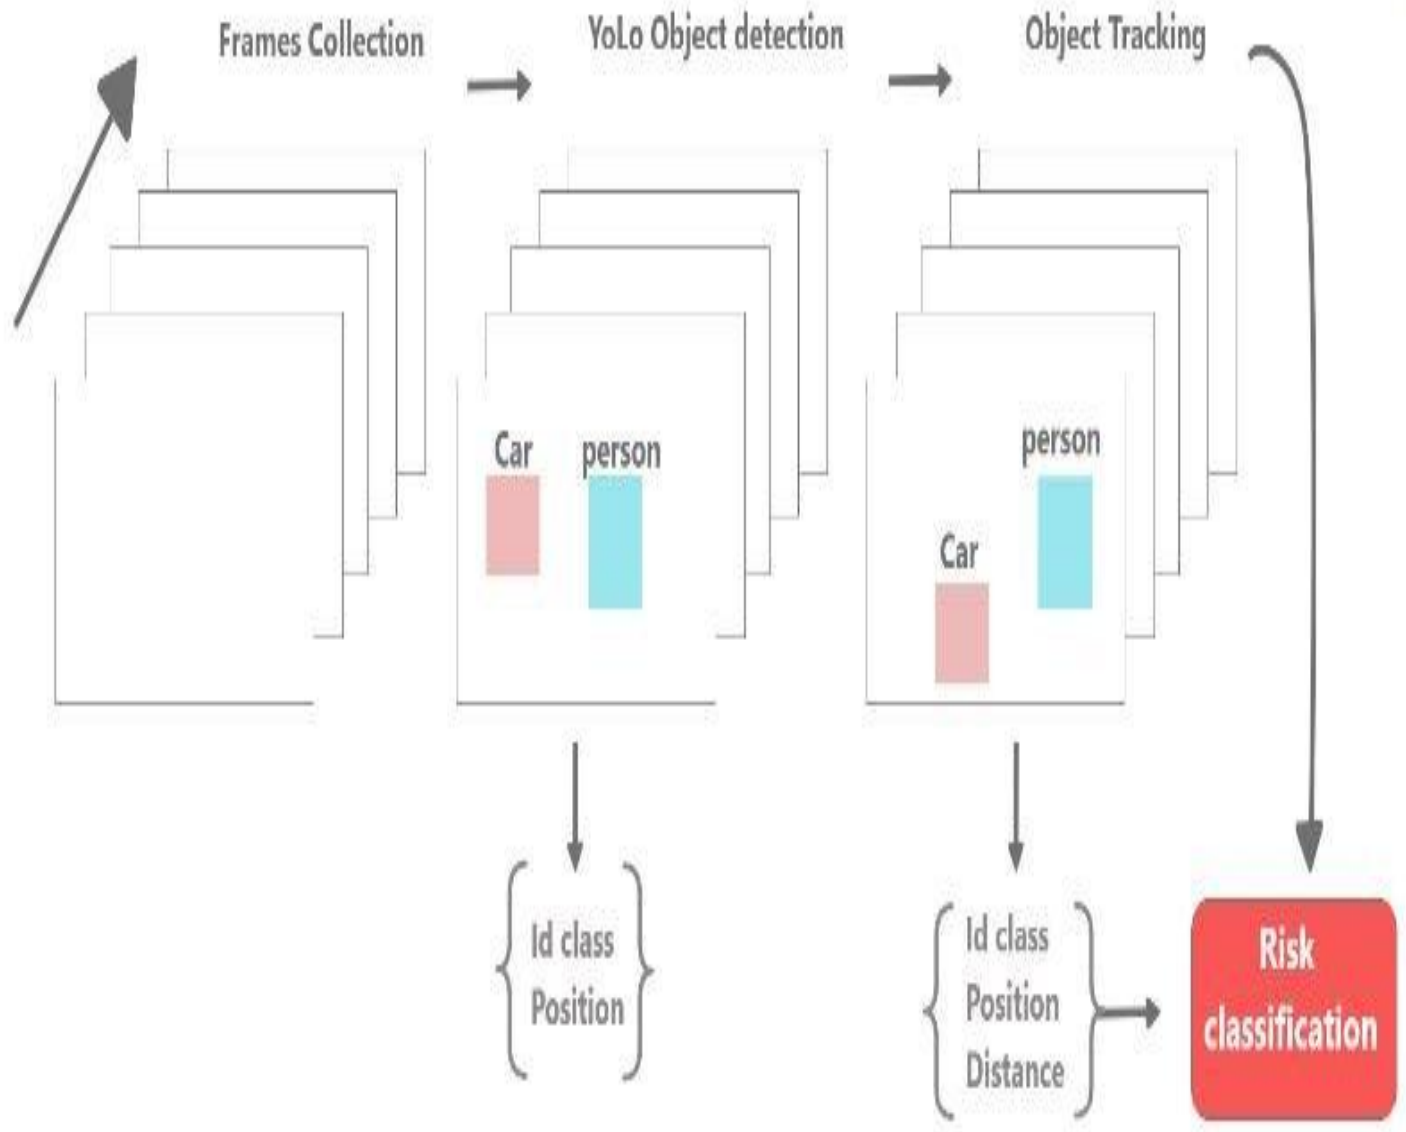 Frames Collection
YoLo Object detection
Object Tracking
Car
person
person
Car
Id class
Position
Id class
Position
Distance
Risk
classification